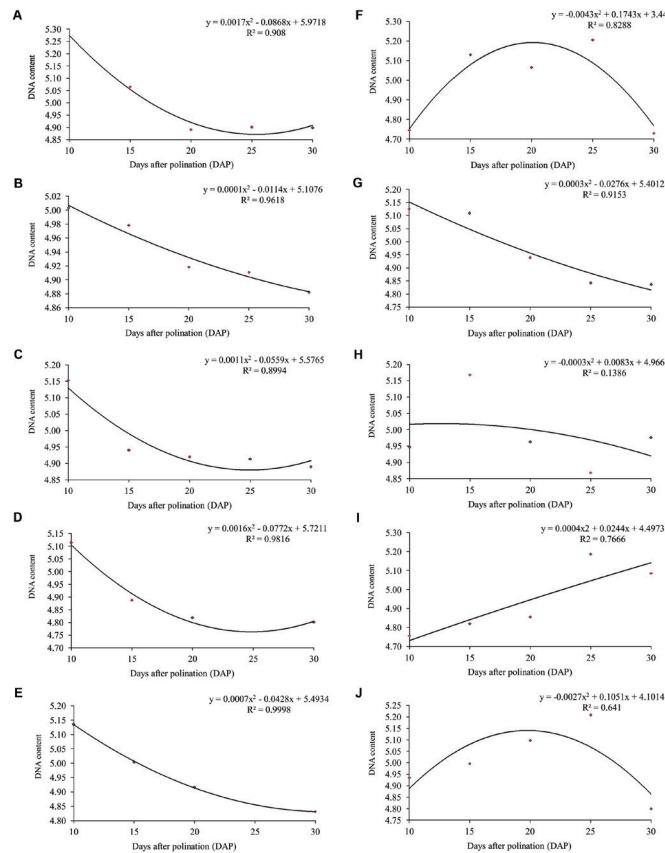 A
y = 0.0017x² - 0.0868x + 5.9718
R² = 0.908
5.30
5.25
5.20
5.15
5.10
5.05
5.00
4.95
4.90
4.85
DNA content
10 15 20 25 30
Days after polination (DAP)
B
y = 0.0001x² - 0.0114x + 5.1076
R² = 0.9618
5.02
5.00
4.98
4.96
4.94
4.92
4.90
4.88
4.86
DNA content
10 15 20 25 30
Days after polination (DAP)
C
y = 0.0011x² - 0.0559x + 5.5765
R² = 0.8994
5.20
5.15
5.10
5.05
5.00
4.95
4.90
4.85
DNA content
10 15 20 25 30
Days after polination (DAP)
D
y = 0.0016x² - 0.0772x + 5.7211
R² = 0.9816
5.15
5.10
5.05
5.00
4.95
4.90
4.85
4.80
4.75
4.70
DNA content
10 15 20 25 30
Days after polination (DAP)
E
y = 0.0007x² - 0.0428x + 5.4934
R² = 0.9998
5.20
5.15
5.10
5.05
5.00
4.95
4.90
4.85
4.80
DNA content
10 15 20 25 30
Days after polination (DAP)
F
y = -0.0043x² + 0.1743x + 3.44
R² = 0.8288
5.30
5.20
5.10
5.00
4.90
4.80
4.70
DNA content
10 15 20 25 30
Days after polination (DAP)
G
y = 0.0003x² - 0.0276x + 5.4012
R² = 0.9153
5.20
5.15
5.10
5.05
5.00
4.95
4.90
4.85
4.80
4.75
DNA content
10 15 20 25 30
Days after polination (DAP)
H
y = -0.0003x² + 0.0083x + 4.966
R² = 0.1386
5.20
5.15
5.10
5.05
5.00
4.95
4.90
4.85
DNA content
10 15 20 25 30
Days after polination (DAP)
I
y = 0.0004x2 + 0.0244x + 4.4973
R2 = 0.7666
5.30
5.20
5.10
5.00
4.90
4.80
4.70
DNA content
10 15 20 25 30
Days after polination (DAP)
J
y = -0.0027x² + 0.1051x + 4.1014
R² = 0.641
5.25
5.20
5.15
5.10
5.05
5.00
4.95
4.90
4.85
4.80
4.75
DNA content
10 15 20 25 30
Days after polination (DAP)